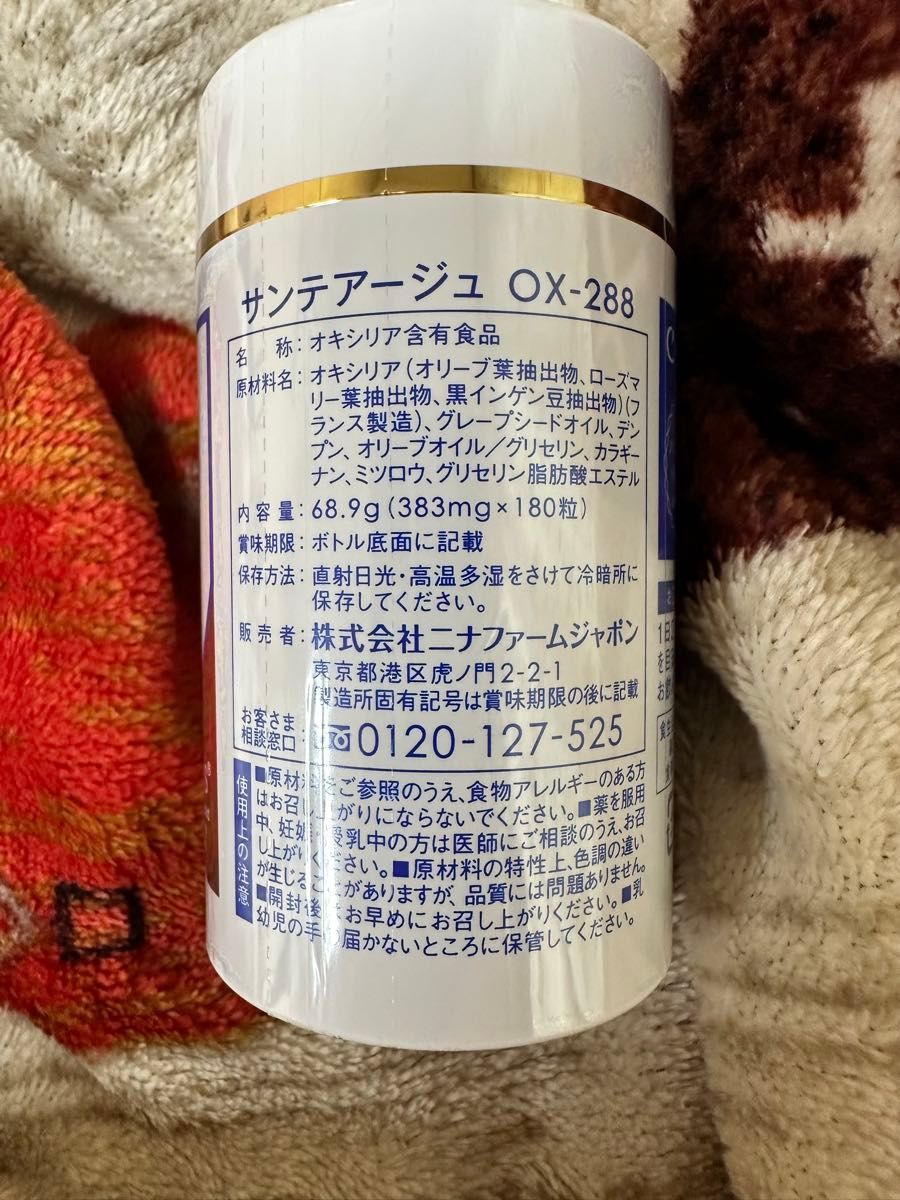 サンテアージュ OX-288
名 称：オキシリア含有食品
原材料名：オキシリア（オリーブ葉抽出物、ローズマ
リー葉抽出物、黒インゲン豆抽出物）（フ
ランス製造）、グレープシードオイル、デン
プン、オリーブオイル／グリセリン、カラギー
ナン、ミツロウ、グリセリン脂肪酸エステル
内容量：68.9g（383mg×180粒）
賞味期限：ボトル底面に記載
保存方法：直射日光・高温多湿をさけて冷暗所に
保存してください。
販売者：株式会社ニナファームジャポン
東京都港区虎ノ門2-2-1
製造所固有記号は賞味期限の後に記載
お客さま
相談窓口：0120-127-525
使用上の注意
■原材料をご参照のうえ、食物アレルギーのある方
はお召し上がりにならないでください。■薬を服用
中、妊娠・授乳中の方は医師にご相談のうえ、お召
し上がりください。■原材料の特性上、色調の違い
が生じることがありますが、品質には問題ありません。
■開封後はお早めにお召し上がりください。■乳
幼児の手の届かないところに保管してください。